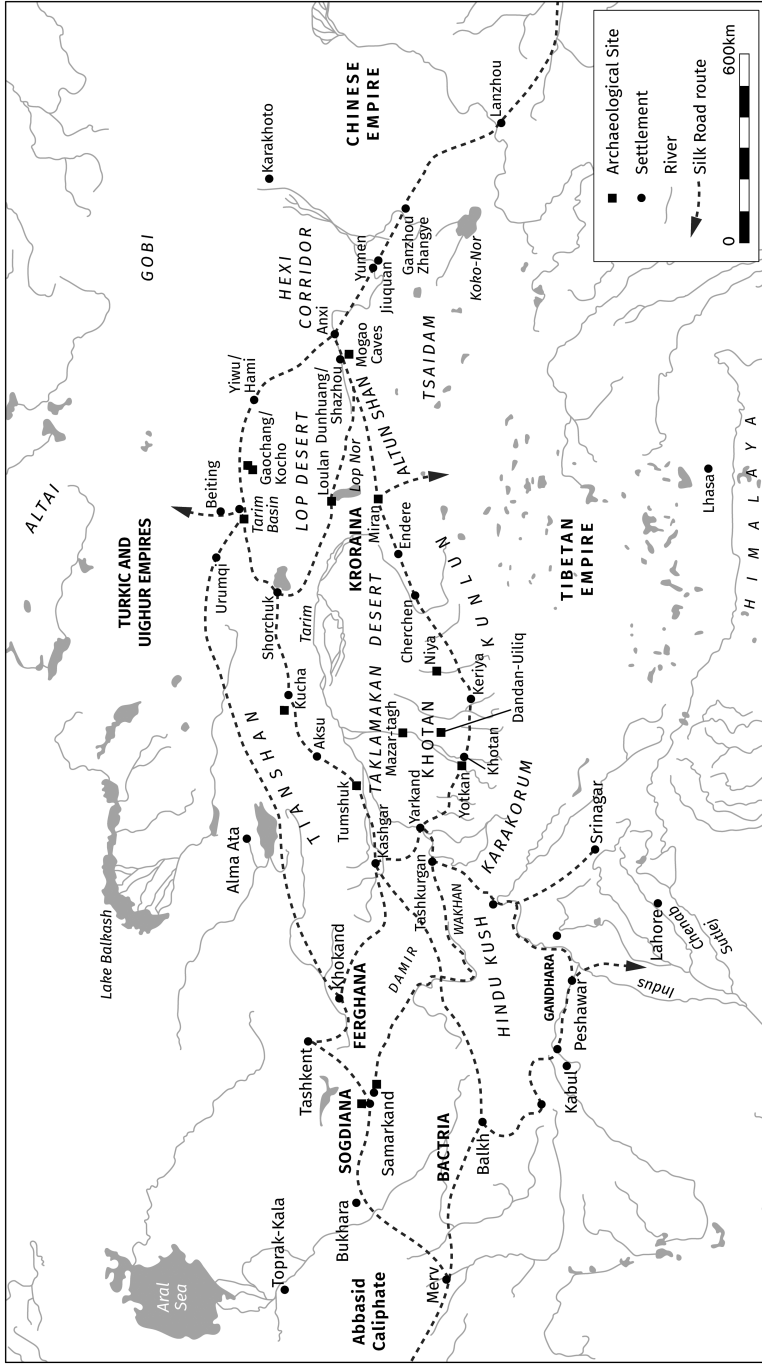 Aral
Sea
Toprak-Kala
Lake Balkash
ALTAI
GOBI
Alma Ata
TURKIC AND
UIGHUR EMPIRES
Urumqi
Beiting
Yiwu/
Hami
Karakhoto
TIANSHAN
Tarim
Basin
Gaochang/
Kocho
HEXI
CORRIDOR
CHINESE
EMPIRE
Tashkent
Khokand
FERGHANA
Aksu
Kucha
Shorchuk
Tarim
LOP DESERT
Loulan
Dunhuang/
Shazhou
Anxi
Mogao
Caves
Yumen
Jiuquan
Ganzhou
Zhangye
Lanzhou
Abbasid
Caliphate
Bukhara
SOGDIANA
Samarkand
DAMIR
Tumshuk
Kashgar
TAKLAMAKAN DESERT
Mazar-tagh
KRORAINA
Lop Nor
Miran
ALTUN SHAN
TSAIDAM
Koko-Nor
Merv
BACTRIA
Balkh
Tashkurgan
WAKHAN
Yarkand
KHOTAN
Yotkan
Khotan
Niya
Cherchen
Endere
Keriya
Dandan-Uiliq
KUNLUN
HINDU KUSH
KARAKORUM
GANDHARA
Kabul
Peshawar
Srinagar
TIBETAN
EMPIRE
Indus
Lahore
Chenab
Sutlej
Lhasa
HIMALAYA
Archaeological Site
Settlement
River
Silk Road route
0
600km